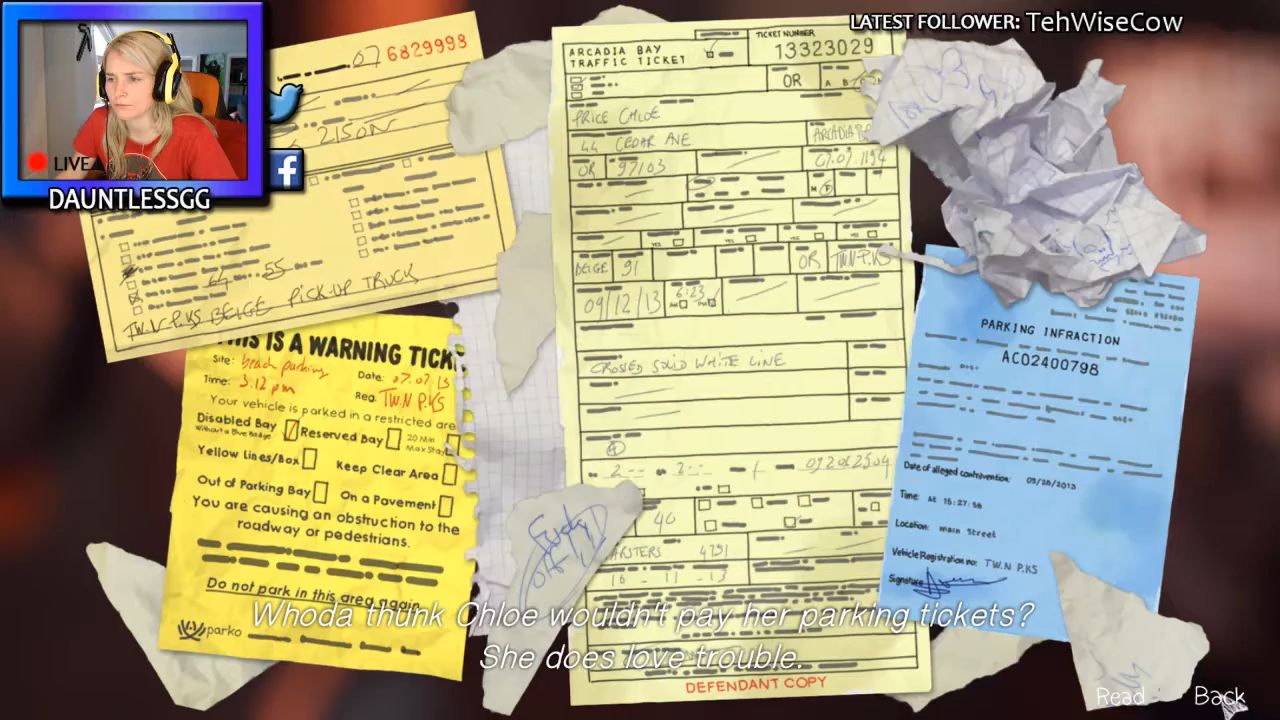 LATEST FOLLOWER: TehWiseCow
LIVE
DAUNTLESSGG
07 6829993
64 55
TW.N P.KS BEIGE PICK-UP TRUCK
THIS IS A WARNING TICK
Site: beach parking
Date: 07.07.13
Time: 3.12 pm
Reg. TW.N P.KS
Your vehicle is parked in a restricted are
Disabled Bay
Without a Blue Badge
Reserved Bay
20 Min
Max Stay
Yellow Lines/Box
Keep Clear Area
Out of Parking Bay
On a Pavement
You are causing an obstruction to the
roadway or pedestrians.
Do not park in this area again
parko
ARCADIA BAY
TRAFFIC TICKET
TICKET NUMBER
13323029
OR A B
PRICE CHLOE
44 CEDAR AVE
OR 97103
M F
YES YES YES
BEIGE 91 OR TW.N P.KS
09/12/13 6:23
CROSSED SOLID WHITE LINE
40
4791
16 - 11 - 13
DEFENDANT COPY
PARKING INFRACTION
AC02400798
Date of alleged contravention: 09/28/2013
Time: At 15:27:58
Location: main Street
Vehicle Registration no: TW.N P.KS
Signature
Whoda thunk Chloe wouldn't pay her parking tickets?
She does love trouble.
Read Back